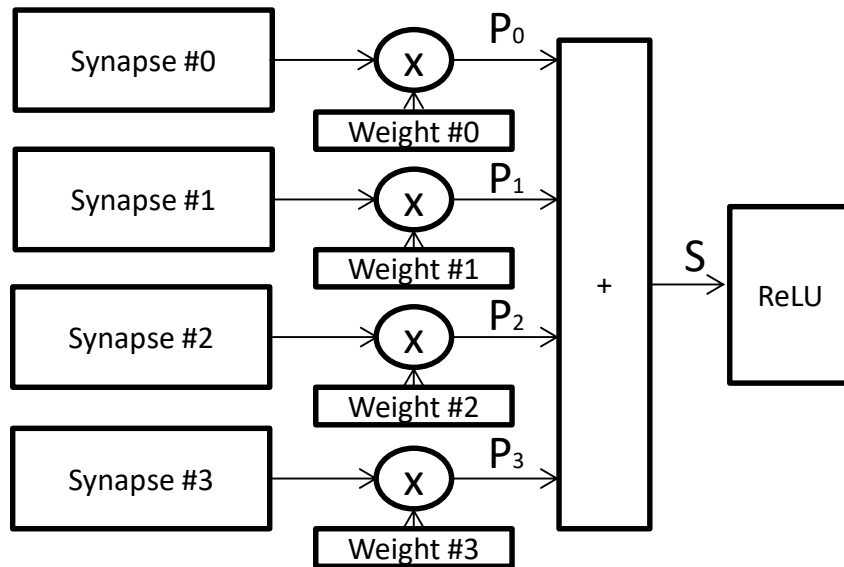 Synapse #0
x
P0
Weight #0
Synapse #1
x
P1
Weight #1
+
S
ReLU
Synapse #2
x
P2
Weight #2
Synapse #3
x
P3
Weight #3